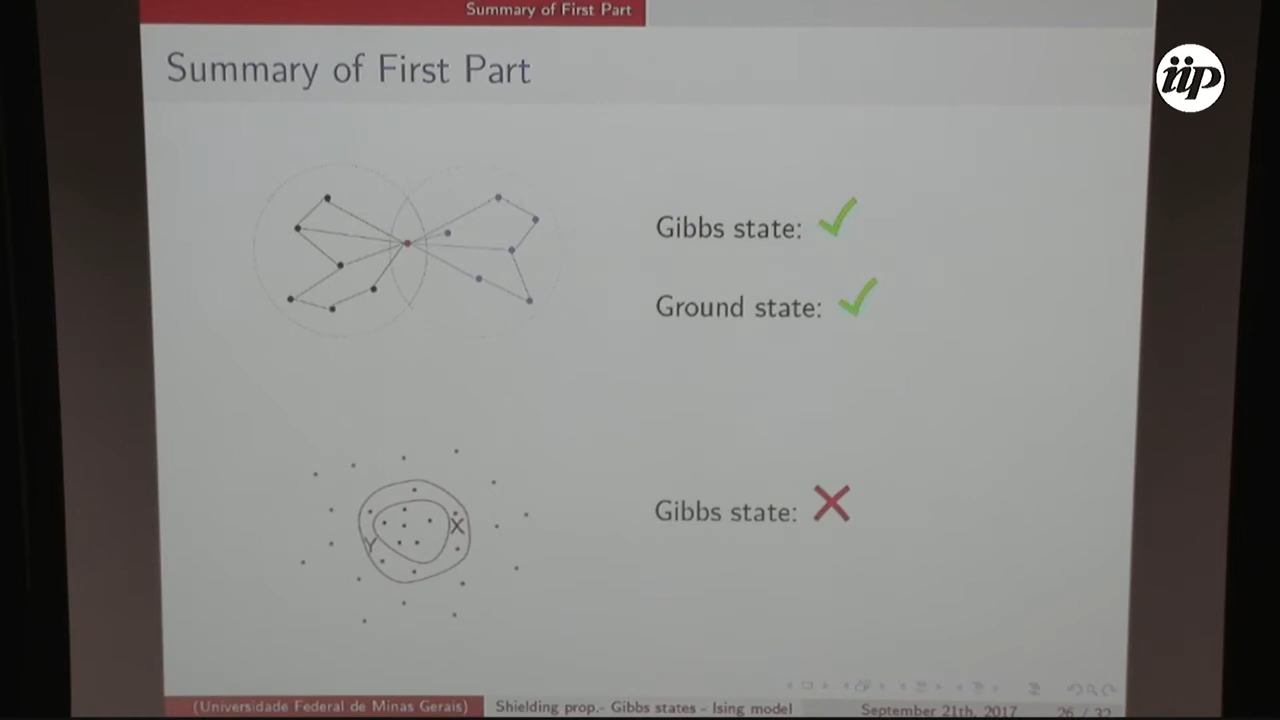 Summary of First Part
iip
Summary of First Part
Gibbs state:
Ground state:
X
Y
Gibbs state:
(Universidade Federal de Minas Gerais)
Shielding prop.- Gibbs states - Ising model
September 21th, 2017
26 / 32